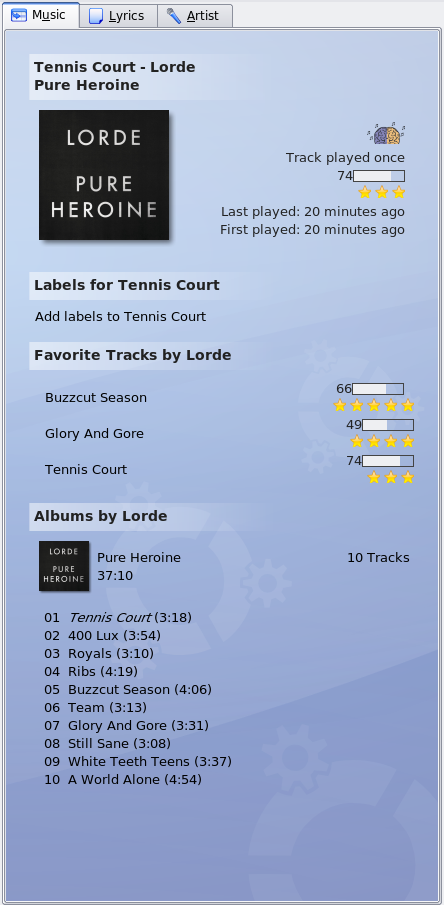 Music Lyrics Artist
Tennis Court - Lorde
Pure Heroine
LORDE
PURE
HEROINE
Track played once
74
Last played: 20 minutes ago
First played: 20 minutes ago
Labels for Tennis Court
Add labels to Tennis Court
Favorite Tracks by Lorde
Buzzcut Season 66
Glory And Gore 49
Tennis Court 74
Albums by Lorde
LORDE
PURE
HEROINE
Pure Heroine 10 Tracks
37:10
01 Tennis Court (3:18)
02 400 Lux (3:54)
03 Royals (3:10)
04 Ribs (4:19)
05 Buzzcut Season (4:06)
06 Team (3:13)
07 Glory And Gore (3:31)
08 Still Sane (3:08)
09 White Teeth Teens (3:37)
10 A World Alone (4:54)